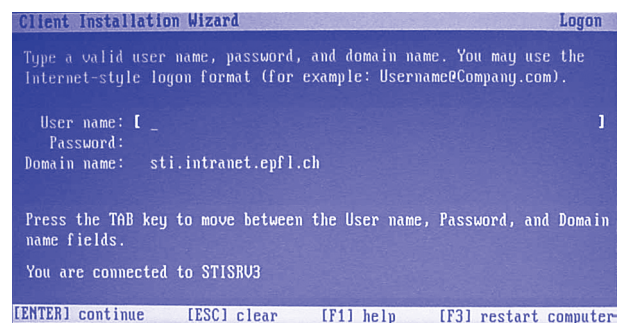 Client Installation Wizard Logon
Type a valid user name, password, and domain name. You may use the
Internet-style logon format (for example: Username@Company.com).
User name: [ _ ]
Password:
Domain name: sti.intranet.epfl.ch
Press the TAB key to move between the User name, Password, and Domain
name fields.
You are connected to STISRV3
[ENTER] continue [ESC] clear [F1] help [F3] restart computer